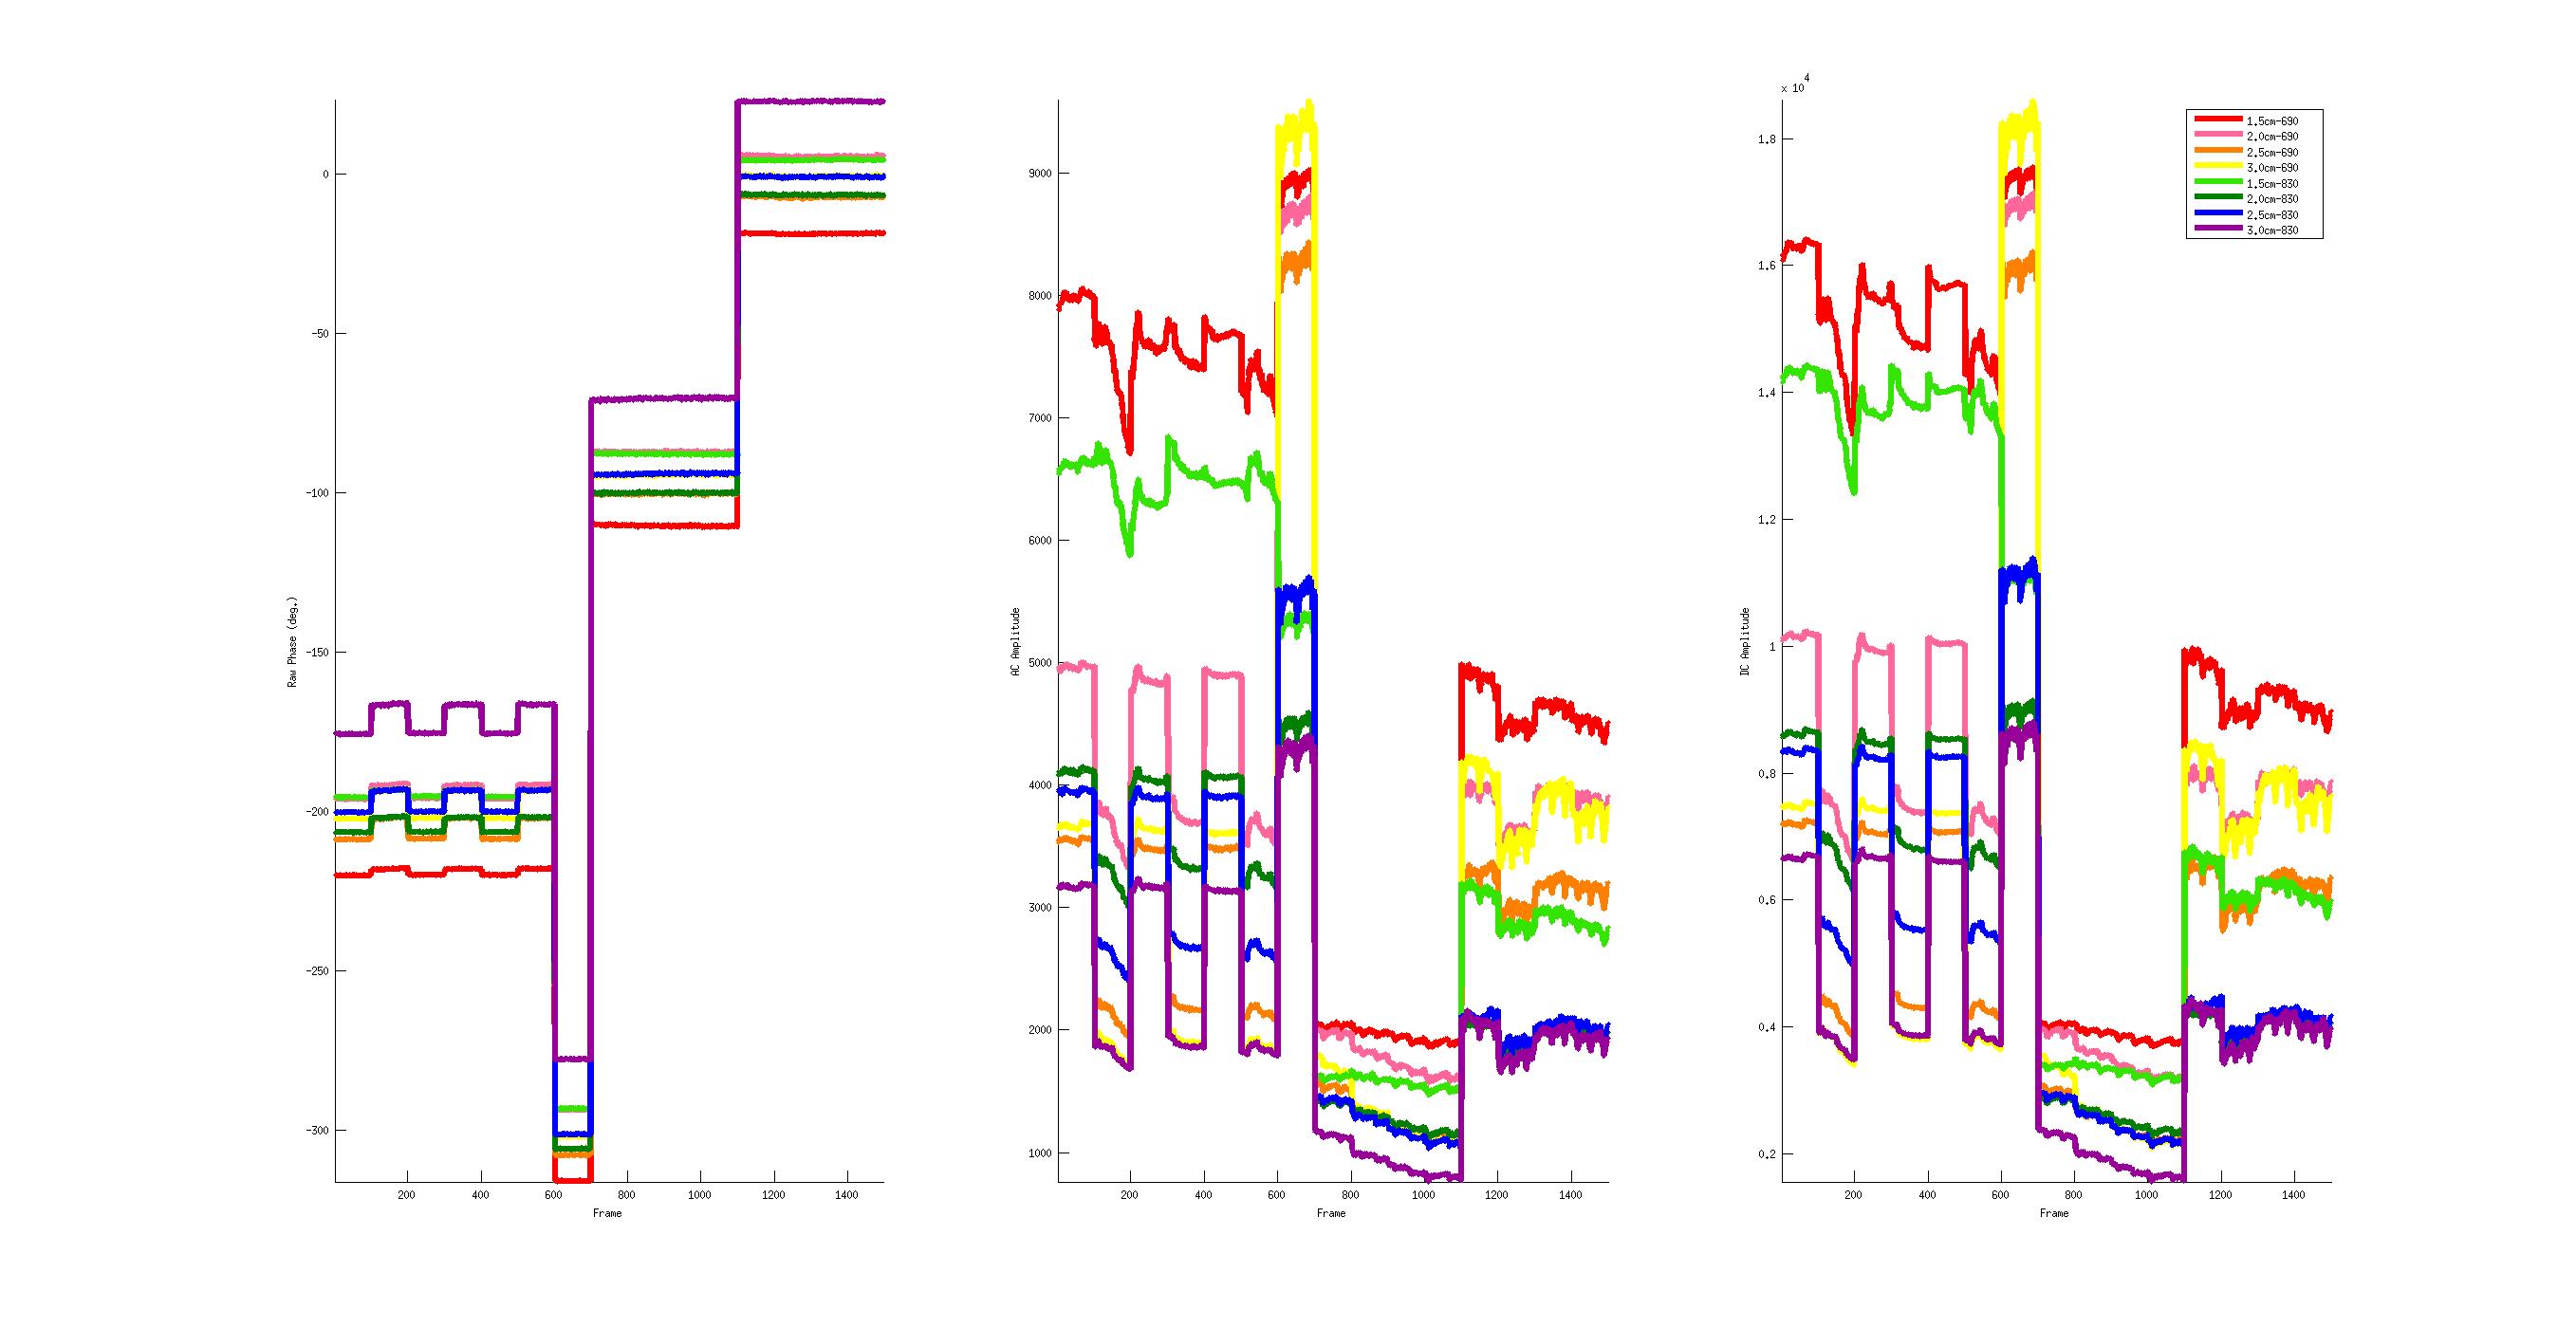 0
-50
-100
-150
-200
-250
-300
Raw Phase (deg.)
200 400 600 800 1000 1200 1400
Frame
9000
8000
7000
6000
5000
4000
3000
2000
1000
AC Amplitude
200 400 600 800 1000 1200 1400
Frame
x 10^4
1.8
1.6
1.4
1.2
1
0.8
0.6
0.4
0.2
DC Amplitude
200 400 600 800 1000 1200 1400
Frame
1.5cm-690
2.0cm-690
2.5cm-690
3.0cm-690
1.5cm-830
2.0cm-830
2.5cm-830
3.0cm-830